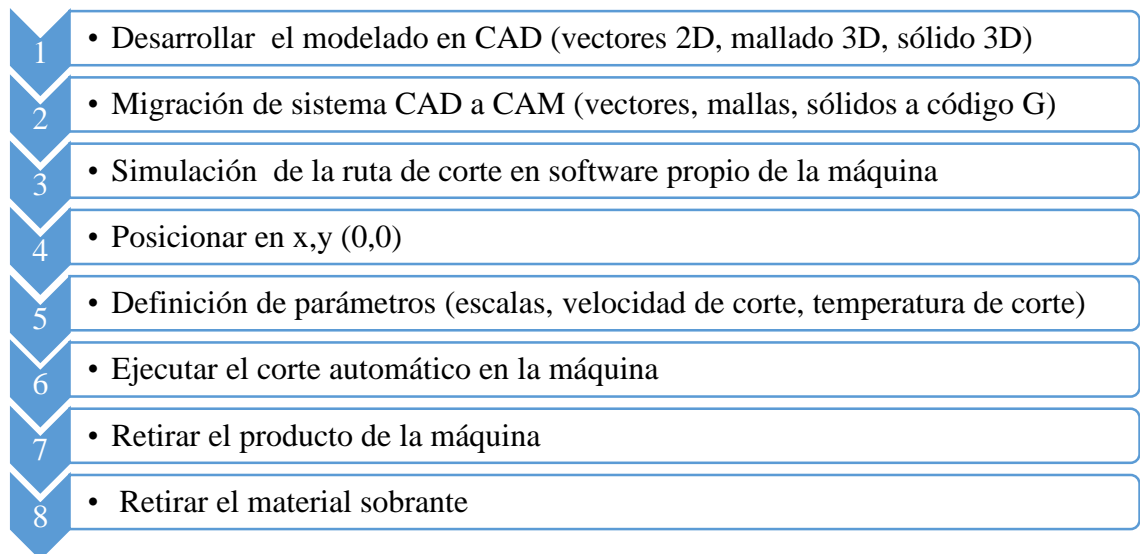 1
• Desarrollar el modelado en CAD (vectores 2D, mallado 3D, sólido 3D)
2
• Migración de sistema CAD a CAM (vectores, mallas, sólidos a código G)
3
• Simulación de la ruta de corte en software propio de la máquina
4
• Posicionar en x,y (0,0)
5
• Definición de parámetros (escalas, velocidad de corte, temperatura de corte)
6
• Ejecutar el corte automático en la máquina
7
• Retirar el producto de la máquina
8
• Retirar el material sobrante